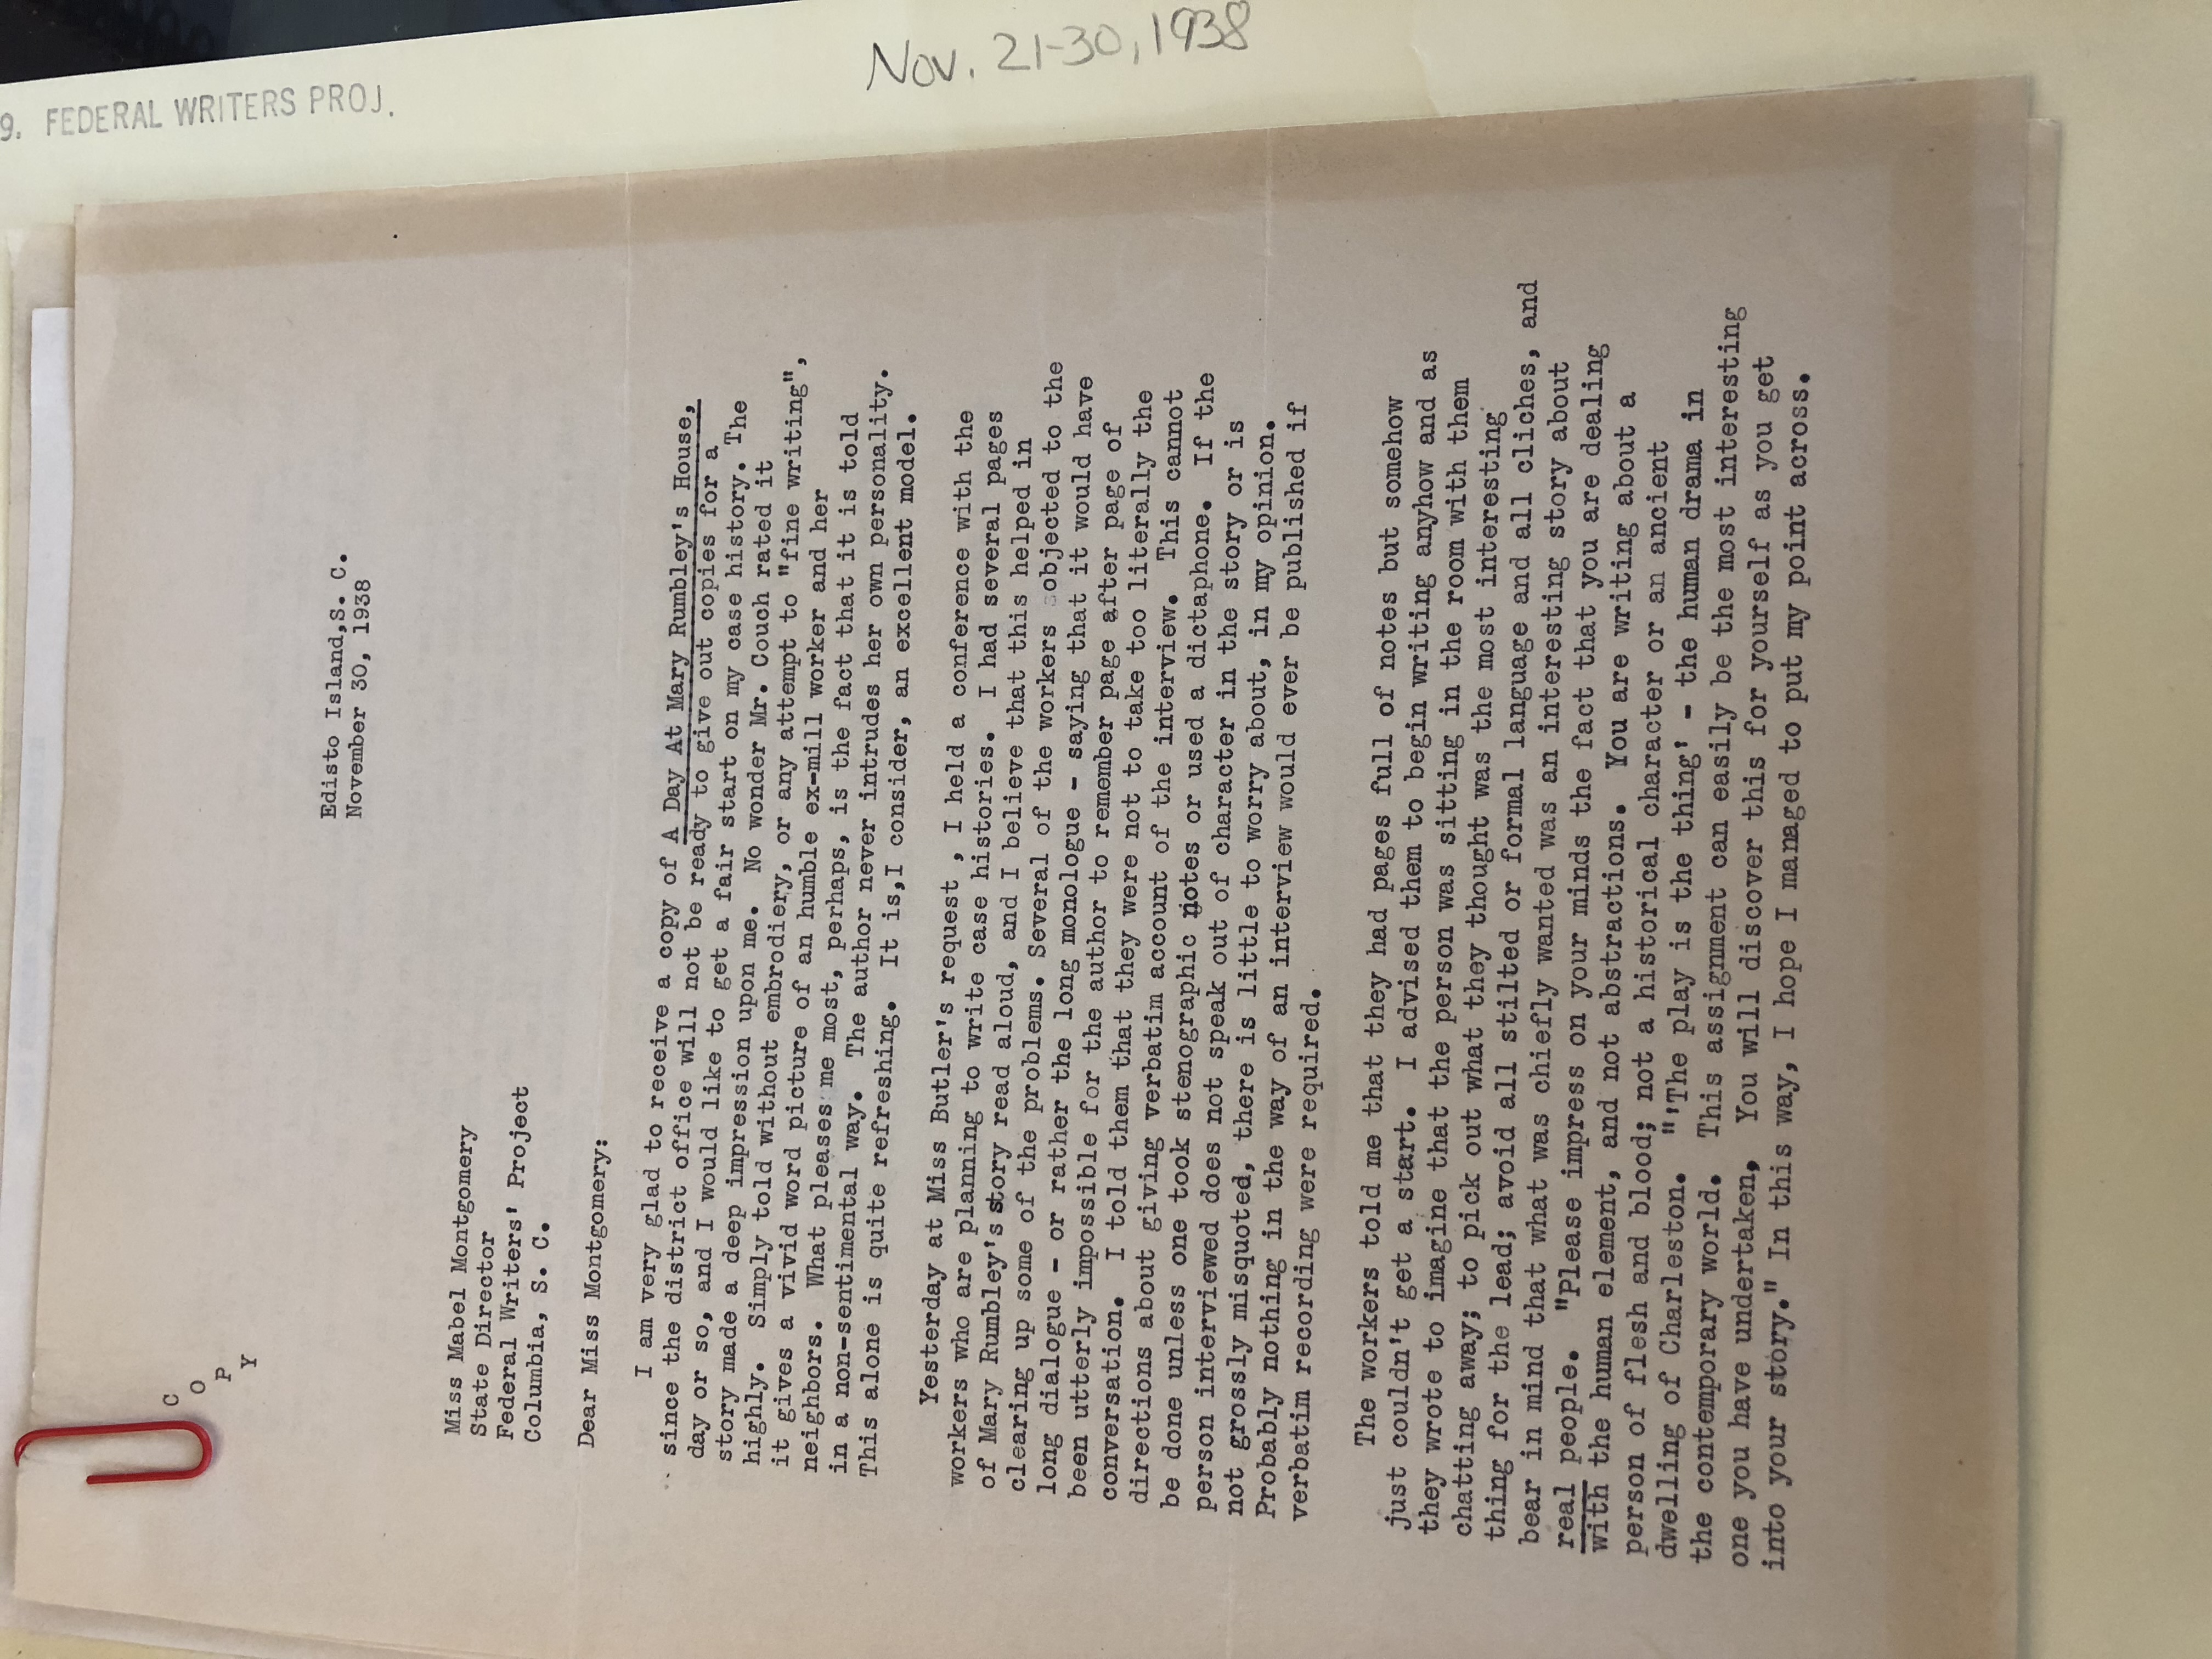 C
O
P
Y
Edisto Island,S. C.
November 30, 1938
Miss Mabel Montgomery
State Director
Federal Writers' Project
Columbia, S. C.
Dear Miss Montgomery:
I am very glad to receive a copy of A Day At Mary Rumbley's House,
since the district office will not be ready to give out copies for a
day or so, and I would like to get a fair start on my case history. The
story made a deep impression upon me. No wonder Mr. Couch rated it
highly. Simply told without embrodiery, or any attempt to "fine writing",
it gives a vivid word picture of an humble ex-mill worker and her
neighbors. What pleases me most, perhaps, is the fact that it is told
in a non-sentimental way. The author never intrudes her own personality.
This alone is quite refreshing. It is,I consider, an excellent model.
Yesterday at Miss Butler's request , I held a conference with the
workers who are planning to write case histories. I had several pages
of Mary Rumbley's story read aloud, and I believe that this helped in
clearing up some of the problems. Several of the workers objected to the
long dialogue - or rather the long monologue - saying that it would have
been utterly impossible for the author to remember page after page of
conversation. I told them that they were not to take too literally the
directions about giving verbatim account of the interview. This cannot
be done unless one took stenographic notes or used a dictaphone. If the
person interviewed does not speak out of character in the story or is
not grossly misquoted, there is little to worry about, in my opinion.
Probably nothing in the way of an interview would ever be published if
verbatim recording were required.
The workers told me that they had pages full of notes but somehow
just couldn't get a start. I advised them to begin writing anyhow and as
they wrote to imagine that the person was sitting in the room with them
chatting away; to pick out what they thought was the most interesting
thing for the lead; avoid all stilted or formal language and all cliches, and
bear in mind that what was chiefly wanted was an interesting story about
real people. "Please impress on your minds the fact that you are dealing
with the human element, and not abstractions. You are writing about a
person of flesh and blood; not a historical character or an ancient
dwelling of Charleston. "'The play is the thing' - the human drama in
the contemporary world. This assignment can easily be the most interesting
one you have undertaken, You will discover this for yourself as you get
into your story." In this way, I hope I managed to put my point across.
9. FEDERAL WRITERS PROJ.
Nov. 21-30, 1938